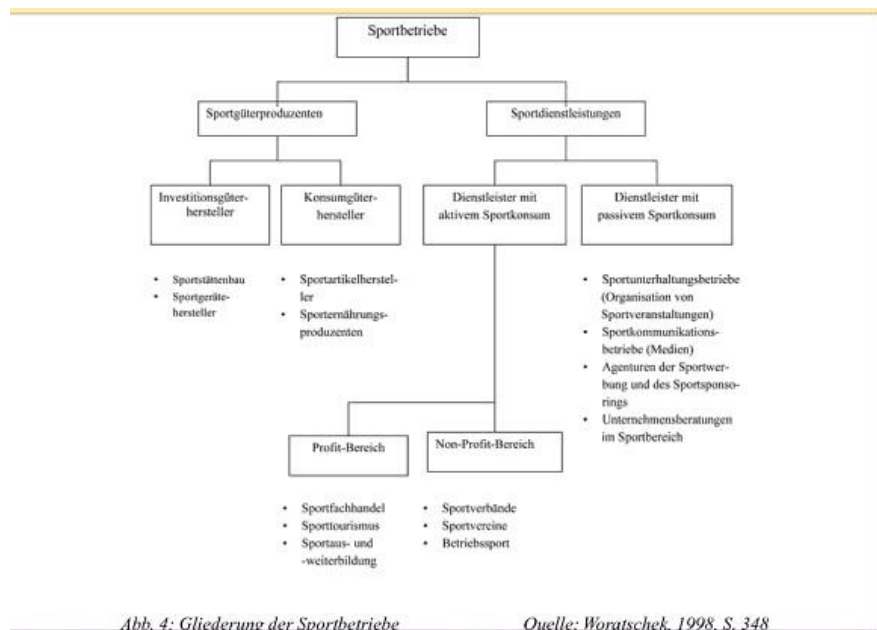 Sportbetriebe
Sportgüterproduzenten
Sportdienstleistungen
Investitionsgüter-
hersteller
Konsumgüter-
hersteller
Dienstleister mit
aktivem Sportkonsum
Dienstleister mit
passivem Sportkonsum
• Sportstätenbau
• Sportgeräte-
hersteller
• Sportartikelherstel-
ler
• Sporternährungs-
produzenten
• Sportunterhaltungsbetriebe
(Organisation von
Sportveranstaltungen)
• Sportkommunikations-
betriebe (Medien)
• Agenturen der Sportwer-
bung und des Sportsponso-
rings
• Unternehmensberatungen
im Sportbereich
Profit-Bereich
Non-Profit-Bereich
• Sportfachhandel
• Sporttourismus
• Sportaus- und
-weiterbildung
• Sportverbände
• Sportvereine
• Betriebssport
Abb. 4: Gliederung der Sportbetriebe Quelle: Woratschek, 1998, S. 348